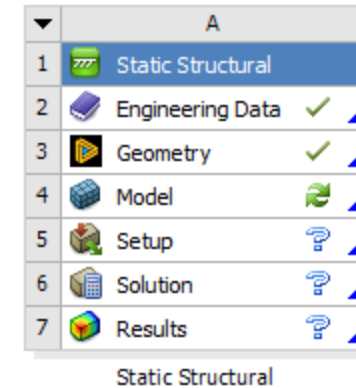 A
1 Static Structural
2 Engineering Data
3 Geometry
4 Model
5 Setup
6 Solution
7 Results
Static Structural